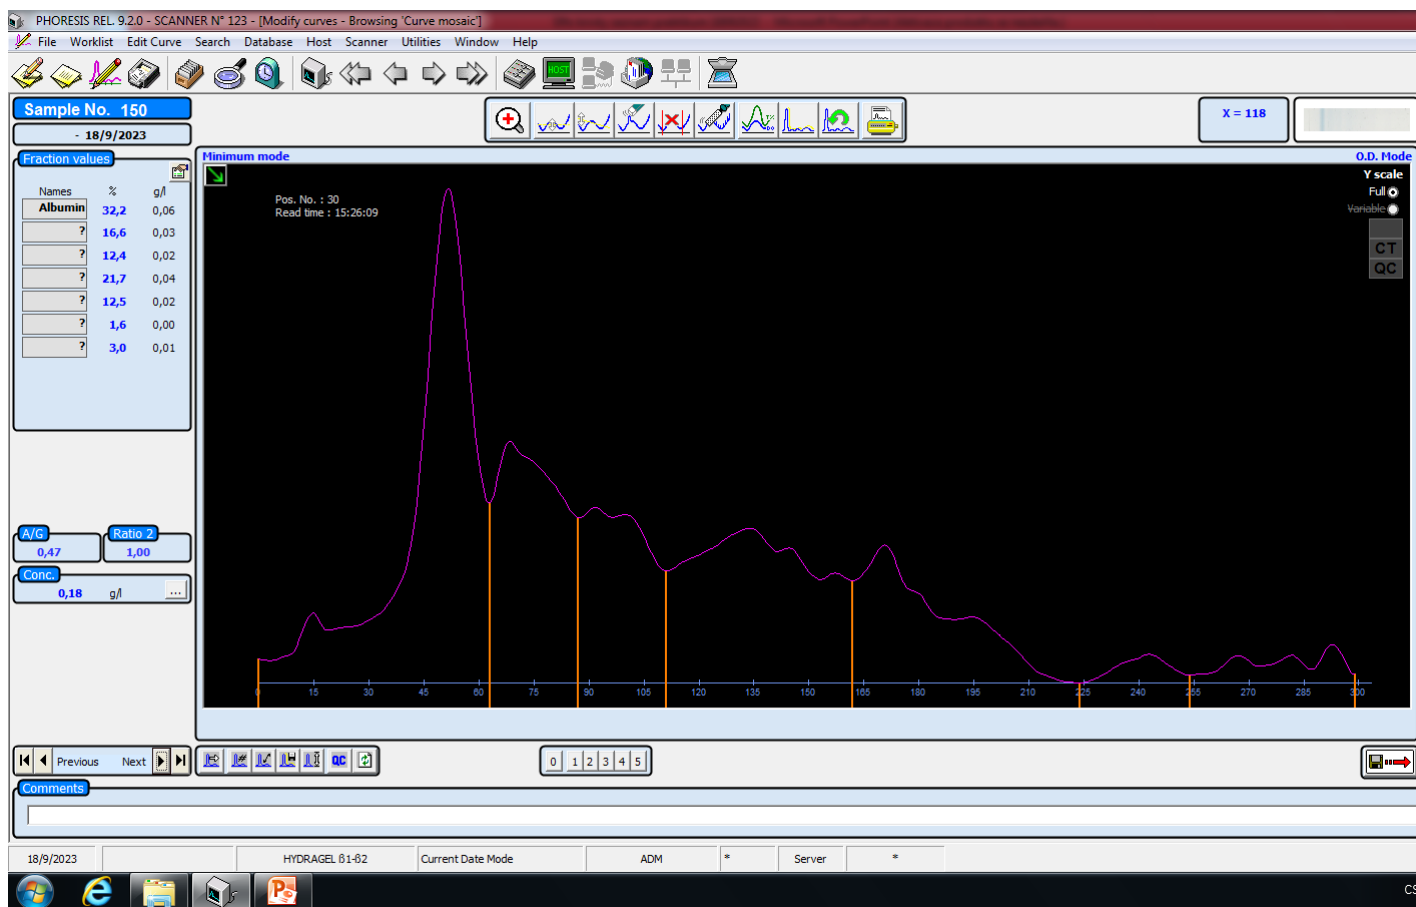 PHORESIS REL. 9.2.0 - SCANNER N° 123 - [Modify curves - Browsing 'Curve mosaic']
File Worklist Edit Curve Search Database Host Scanner Utilities Window Help
HOST
Sample No. 150
- 18/9/2023
X = 118
Fraction values
Names % g/l
Albumin 32,2 0,06
? 16,6 0,03
? 12,4 0,02
? 21,7 0,04
? 12,5 0,02
? 1,6 0,00
? 3,0 0,01
Minimum mode
O.D. Mode
Pos. No. : 30
Read time : 15:26:09
Y scale
Full
Variable
CT
QC
A/G
0,47
Ratio 2
1,00
Conc.
0,18 g/l ...
0 15 30 45 60 75 90 105 120 135 150 165 180 195 210 225 240 255 270 285 300
Previous Next
QC
0 1 2 3 4 5
Comments
18/9/2023 HYDRAGEL ß1-ß2 Current Date Mode ADM * Server *
CS